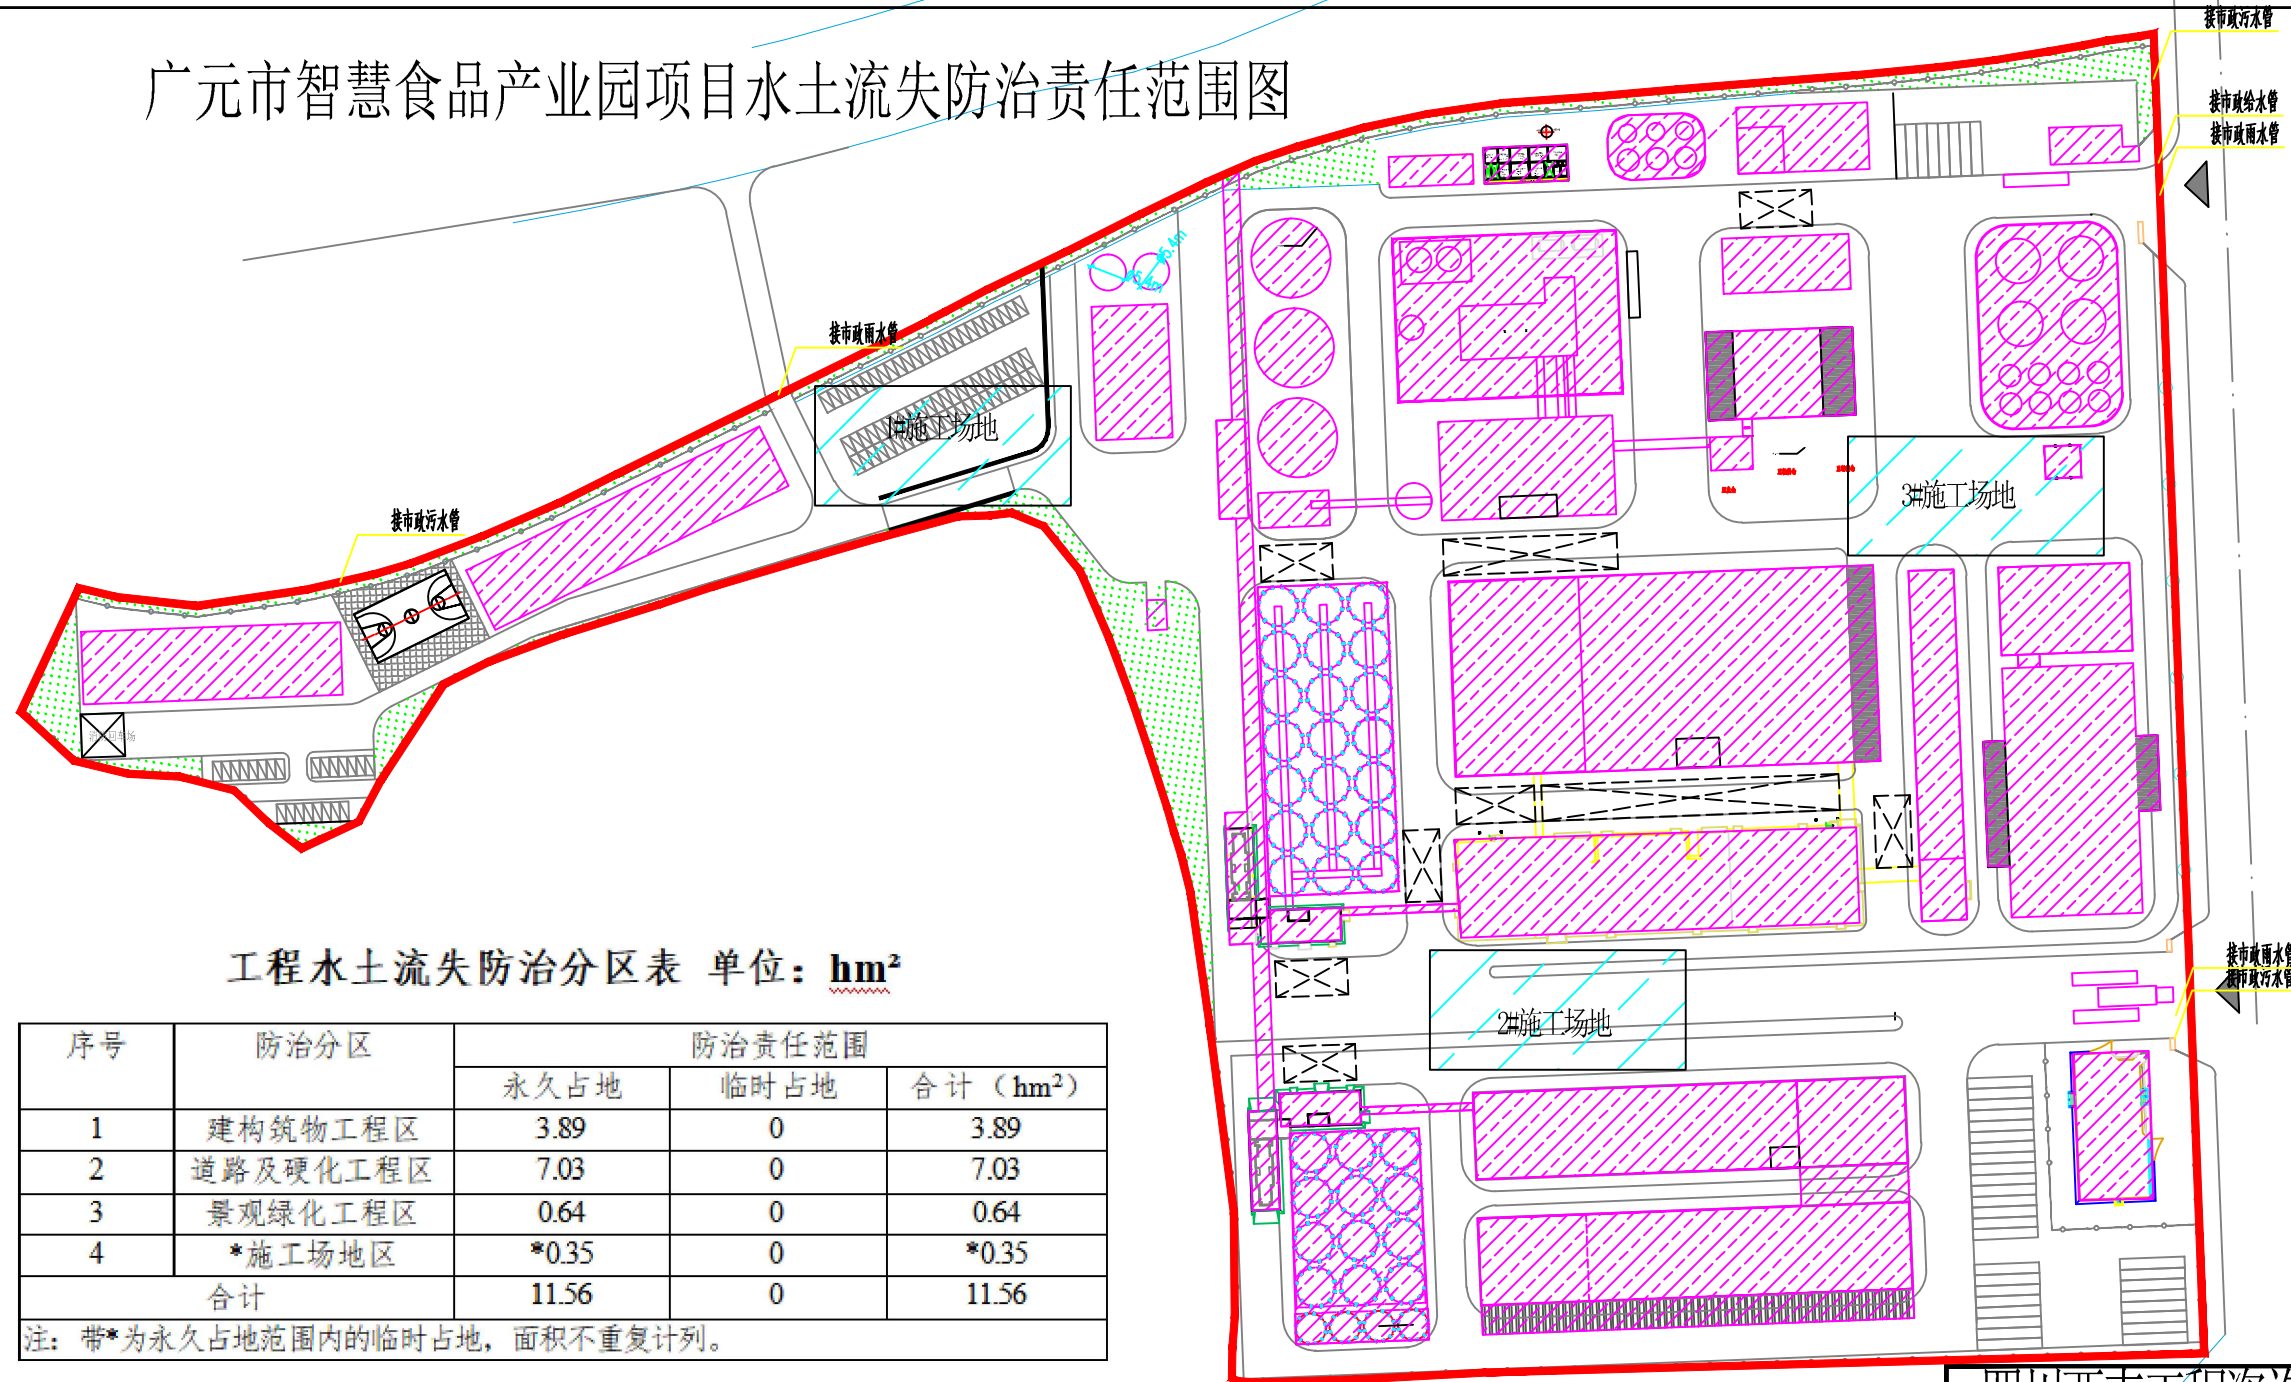 接市政污水管
广元市智慧食品产业园项目水土流失防治责任范围图
接市政给水管
接市政雨水管
ø5.4m
ø5.4m
接市政雨水管
1#施工场地
3#施工场地
接市政污水管
消防回车场
接市政雨水管
接市政污水管
2#施工场地
工程水土流失防治分区表 单位：hm²
序号 防治分区 防治责任范围
永久占地 临时占地 合计（hm²）
1 建构筑物工程区 3.89 0 3.89
2 道路及硬化工程区 7.03 0 7.03
3 景观绿化工程区 0.64 0 0.64
4 *施工场地区 *0.35 0 *0.35
合计 11.56 0 11.56
注：带*为永久占地范围内的临时占地，面积不重复计列。